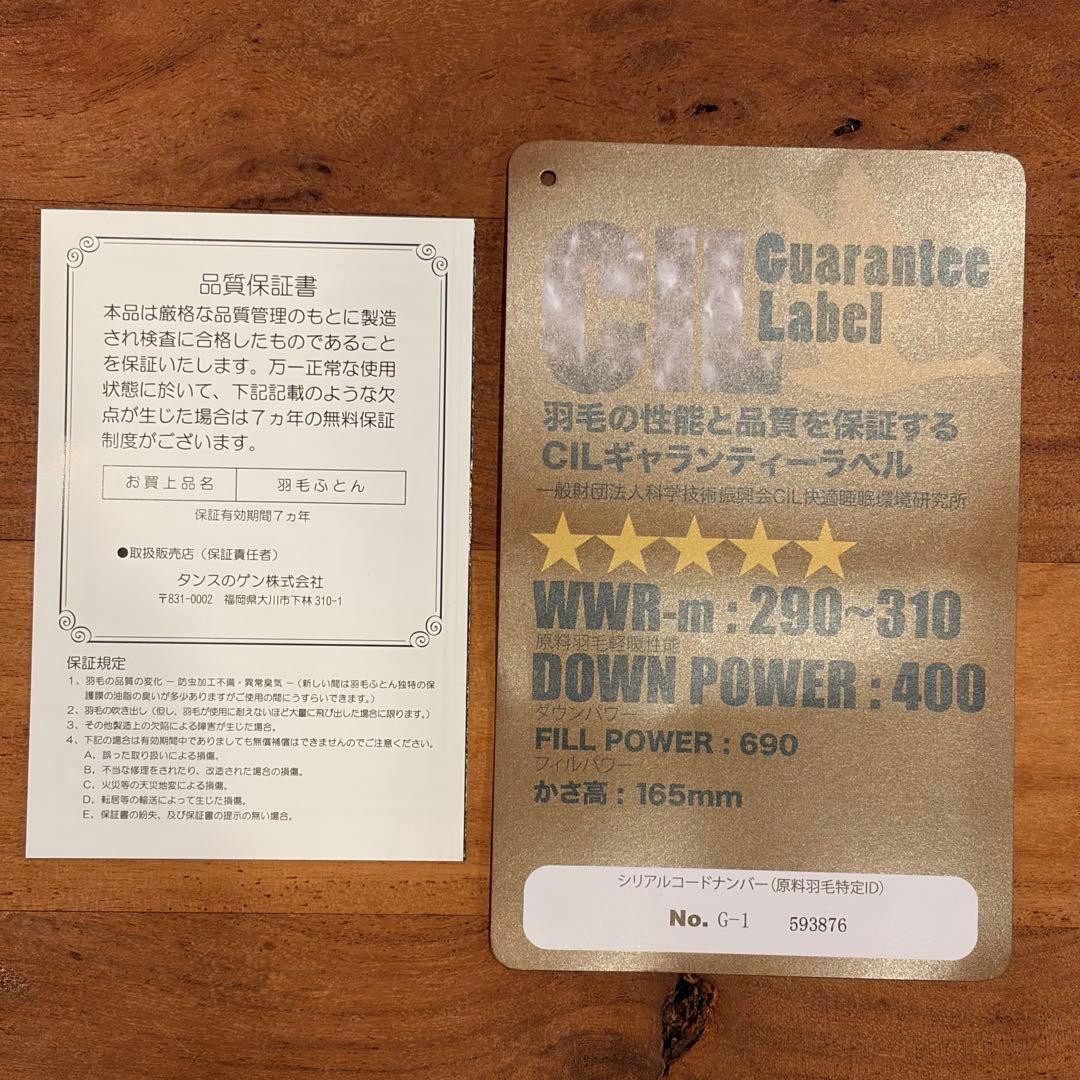 品質保証書
本品は厳格な品質管理のもとに製造
され検査に合格したものであること
を保証いたします。万一正常な使用
状態に於いて、下記記載のような欠
点が生じた場合は7ヵ年の無料保証
制度がございます。
お買上品名 羽毛ふとん
保証有効期間7ヵ年
●取扱販売店（保証責任者）
タンスのゲン株式会社
〒831-0002 福岡県大川市下林310-1
保証規定
1、羽毛の品質の変化 － 防虫加工不備・異常臭気 －（新しい間は羽毛ふとん独特の保
護膜の油脂の臭いが多少ありますがご使用の間にうすらいできます。）
2、羽毛の吹き出し（但し、羽毛が使用に耐えないほど大量に飛び出した場合に限ります。）
3、その他製造上の欠陥による障害が生じた場合。
4、下記の場合は有効期間中でありましても無償補償はできませんのでご注意ください。
A，誤った取り扱いによる損傷。
B，不当な修理をされたり、改造された場合の損傷。
C，火災等の天災地変による損傷。
D，転居等の輸送によって生じた損傷。
E，保証書の紛失、及び保証書の提示の無い場合。
CIL Guarantee
Label
羽毛の性能と品質を保証する
CILギャランティーラベル
一般財団法人科学技術振興会CIL快適睡眠環境研究所
★★★★★
WWR-m : 290~310
原料羽毛軽暖性能
DOWN POWER : 400
ダウンパワー
FILL POWER : 690
フィルパワー
かさ高 : 165mm
シリアルコードナンバー（原料羽毛特定ID）
No. G-1 593876